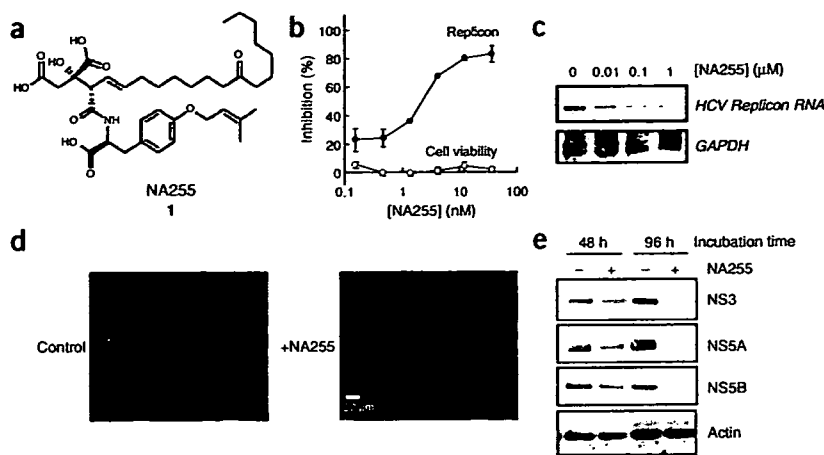 a
HO
O
HO
OH
O
HO
O
O
NH
O
HO
O
NA255
1
b
Replicon
Inhibition (%)
100
80
60
40
20
0
Cell viability
0.1
1
10
100
[NA255] (nM)
c
0 0.01 0.1 1 [NA255] (μM)
HCV Replicon RNA
GAPDH
d
Control
+NA255
e
48 h 96 h Incubation time
– + – + NA255
NS3
NS5A
NS5B
Actin